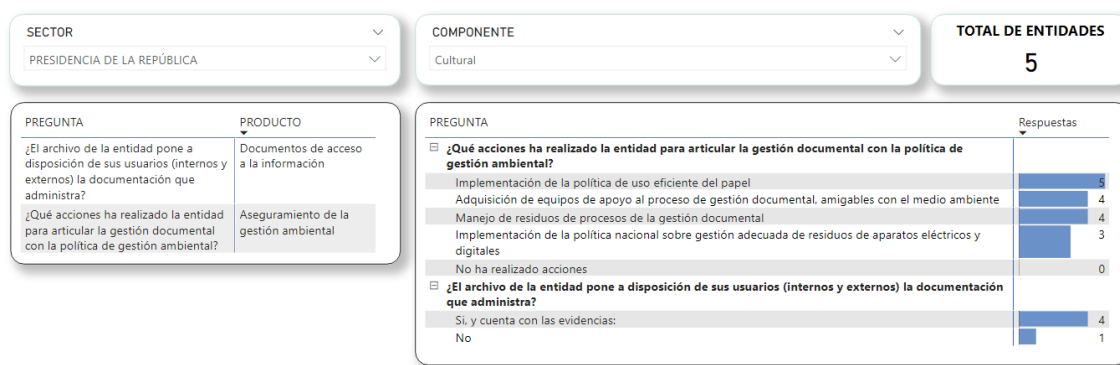 SECTOR
PRESIDENCIA DE LA REPÚBLICA
COMPONENTE
Cultural
TOTAL DE ENTIDADES
5
PREGUNTA PRODUCTO
¿El archivo de la entidad pone a Documentos de acceso
disposición de sus usuarios (internos y a la información
externos) la documentación que
administra?
¿Qué acciones ha realizado la entidad Aseguramiento de la
para articular la gestión documental gestión ambiental
con la política de gestión ambiental?
PREGUNTA Respuestas
¿Qué acciones ha realizado la entidad para articular la gestión documental con la política de
gestión ambiental?
Implementación de la política de uso eficiente del papel 5
Adquisición de equipos de apoyo al proceso de gestión documental, amigables con el medio ambiente 4
Manejo de residuos de procesos de la gestión documental 4
Implementación de la política nacional sobre gestión adecuada de residuos de aparatos eléctricos y 3
digitales
No ha realizado acciones 0
¿El archivo de la entidad pone a disposición de sus usuarios (internos y externos) la documentación
que administra?
Si, y cuenta con las evidencias: 4
No 1